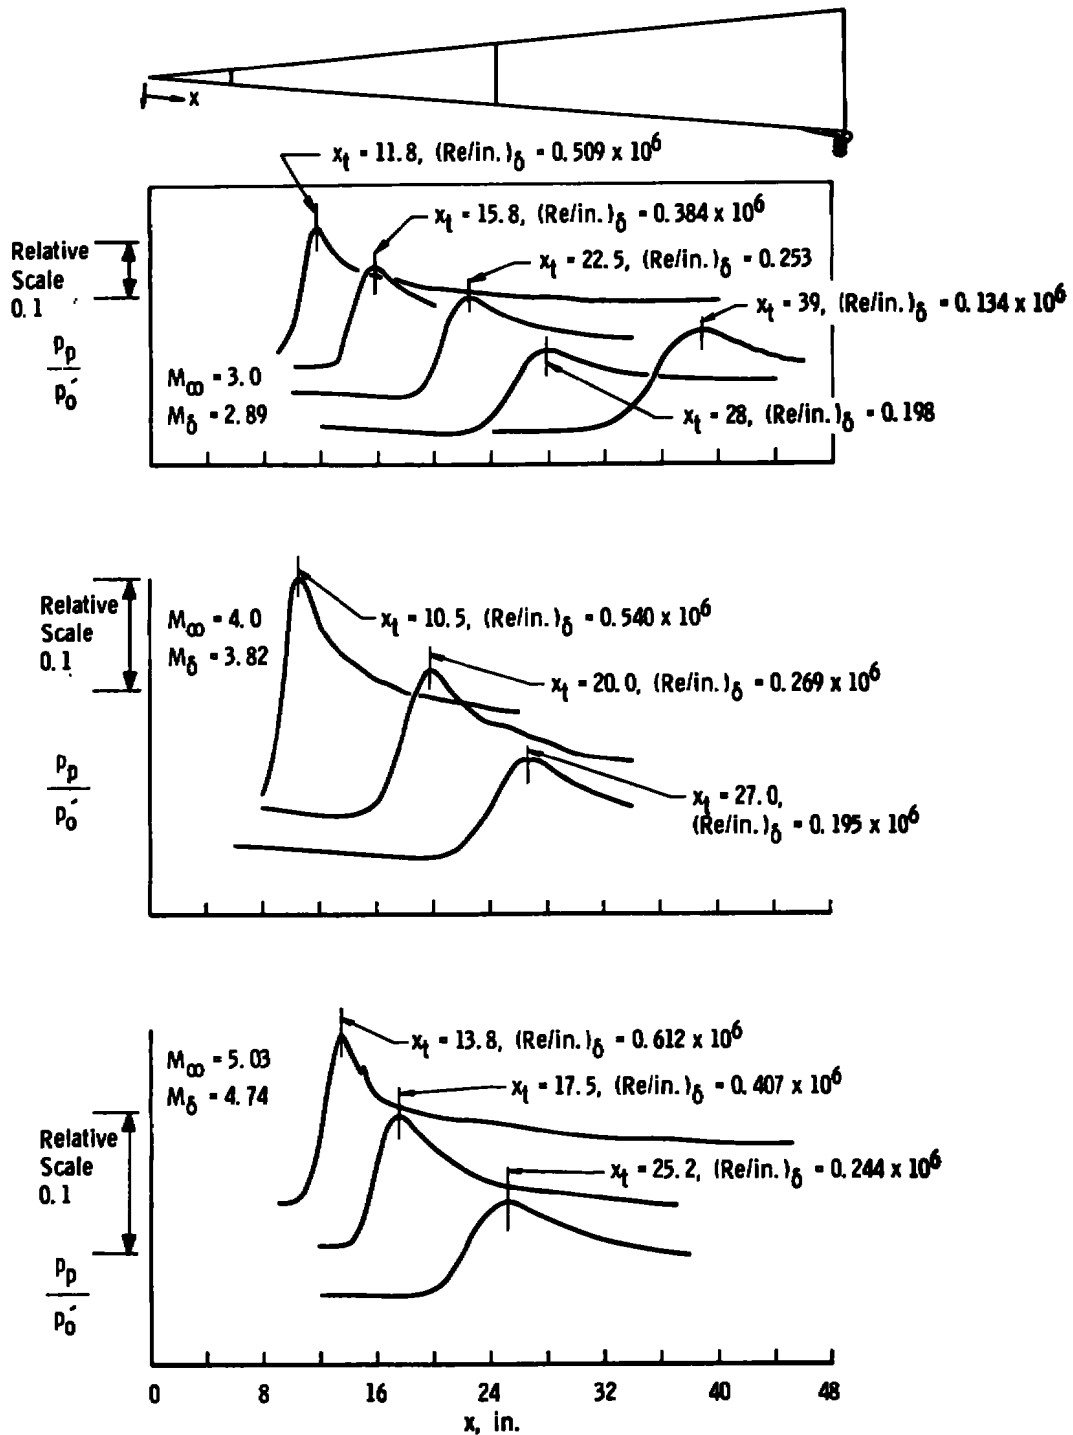 x
x_t = 11.8, (Re/in.)_δ = 0.509 x 10^6
x_t = 15.8, (Re/in.)_δ = 0.384 x 10^6
x_t = 22.5, (Re/in.)_δ = 0.253
x_t = 39, (Re/in.)_δ = 0.134 x 10^6
Relative
Scale
0.1
p_p
p_o′
M_∞ = 3.0
M_δ = 2.89
x_t = 28, (Re/in.)_δ = 0.198
Relative
Scale
0.1
M_∞ = 4.0
M_δ = 3.82
x_t = 10.5, (Re/in.)_δ = 0.540 x 10^6
x_t = 20.0, (Re/in.)_δ = 0.269 x 10^6
p_p
p_o′
x_t = 27.0,
(Re/in.)_δ = 0.195 x 10^6
M_∞ = 5.03
M_δ = 4.74
x_t = 13.8, (Re/in.)_δ = 0.612 x 10^6
x_t = 17.5, (Re/in.)_δ = 0.407 x 10^6
Relative
Scale
0.1
x_t = 25.2, (Re/in.)_δ = 0.244 x 10^6
p_p
p_o′
0 8 16 24 32 40 48
x, in.